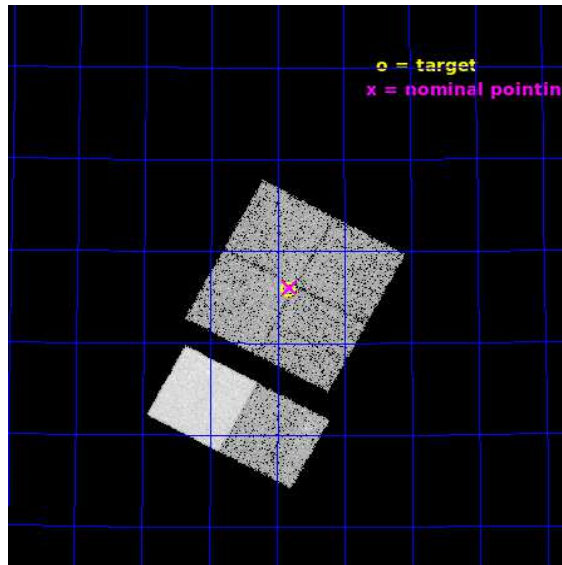 o = target
x = nominal pointin